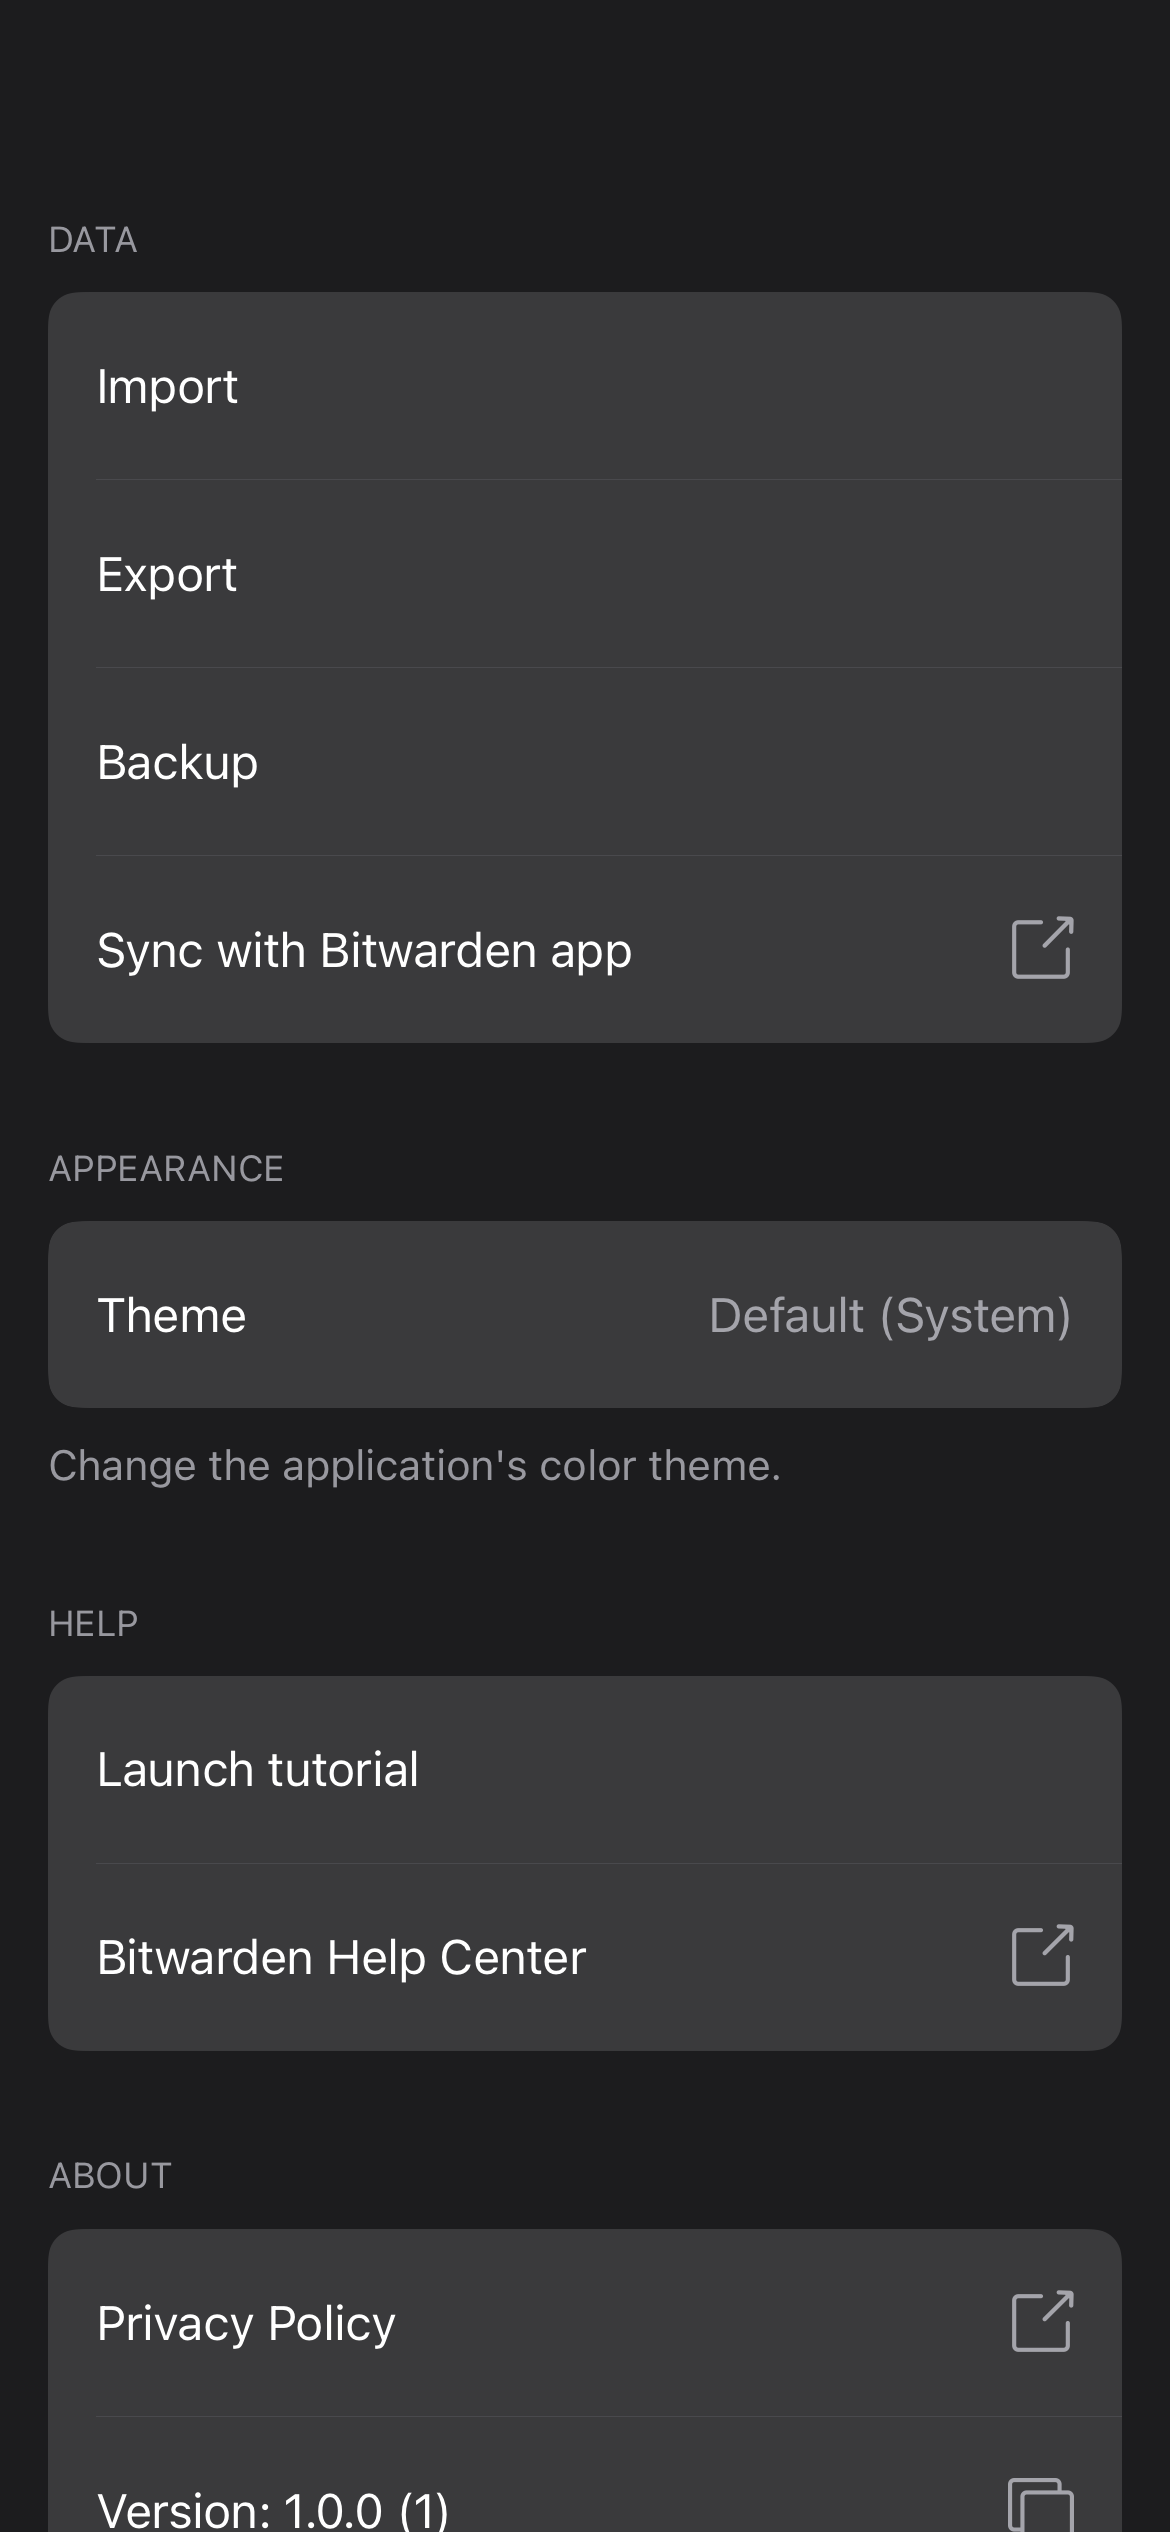 DATA
Import
Export
Backup
Sync with Bitwarden app
APPEARANCE
Theme Default (System)
Change the application's color theme.
HELP
Launch tutorial
Bitwarden Help Center
ABOUT
Privacy Policy
Version: 1.0.0 (1)